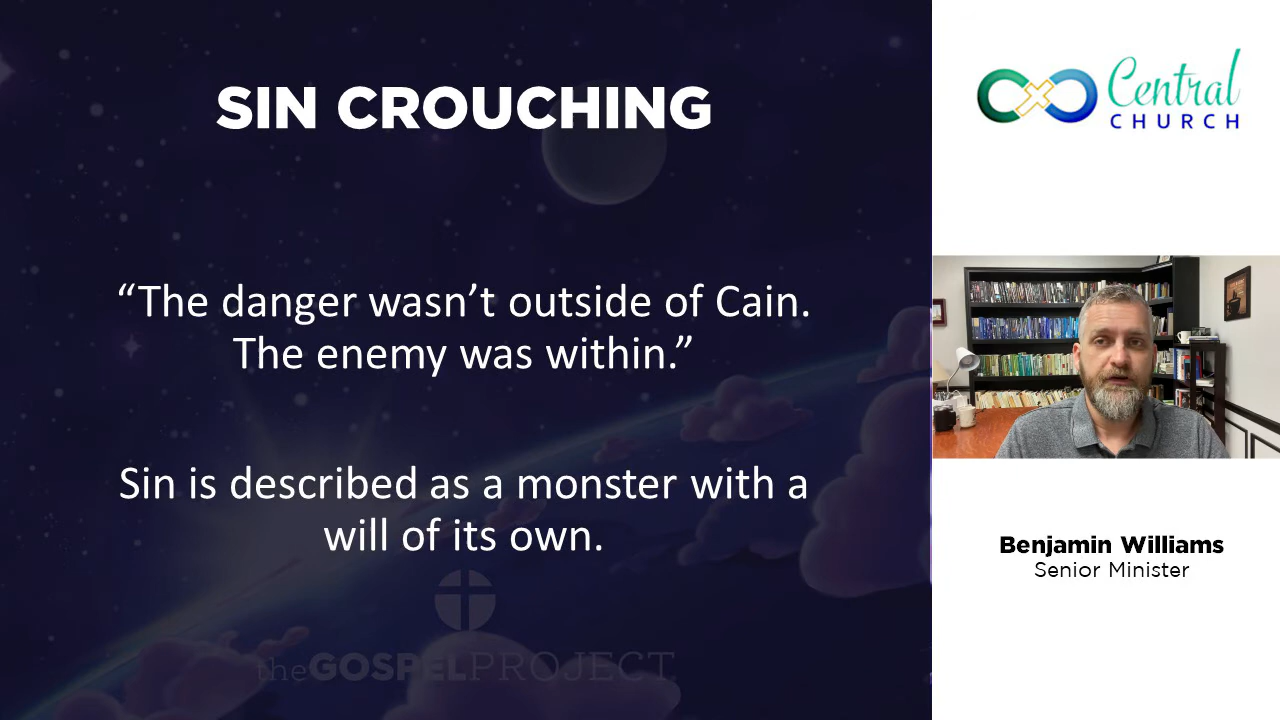 SIN CROUCHING
“The danger wasn’t outside of Cain.
The enemy was within.”
Sin is described as a monster with a
will of its own.
theGOSPELPROJECT.
Central
CHURCH
Benjamin Williams
Senior Minister